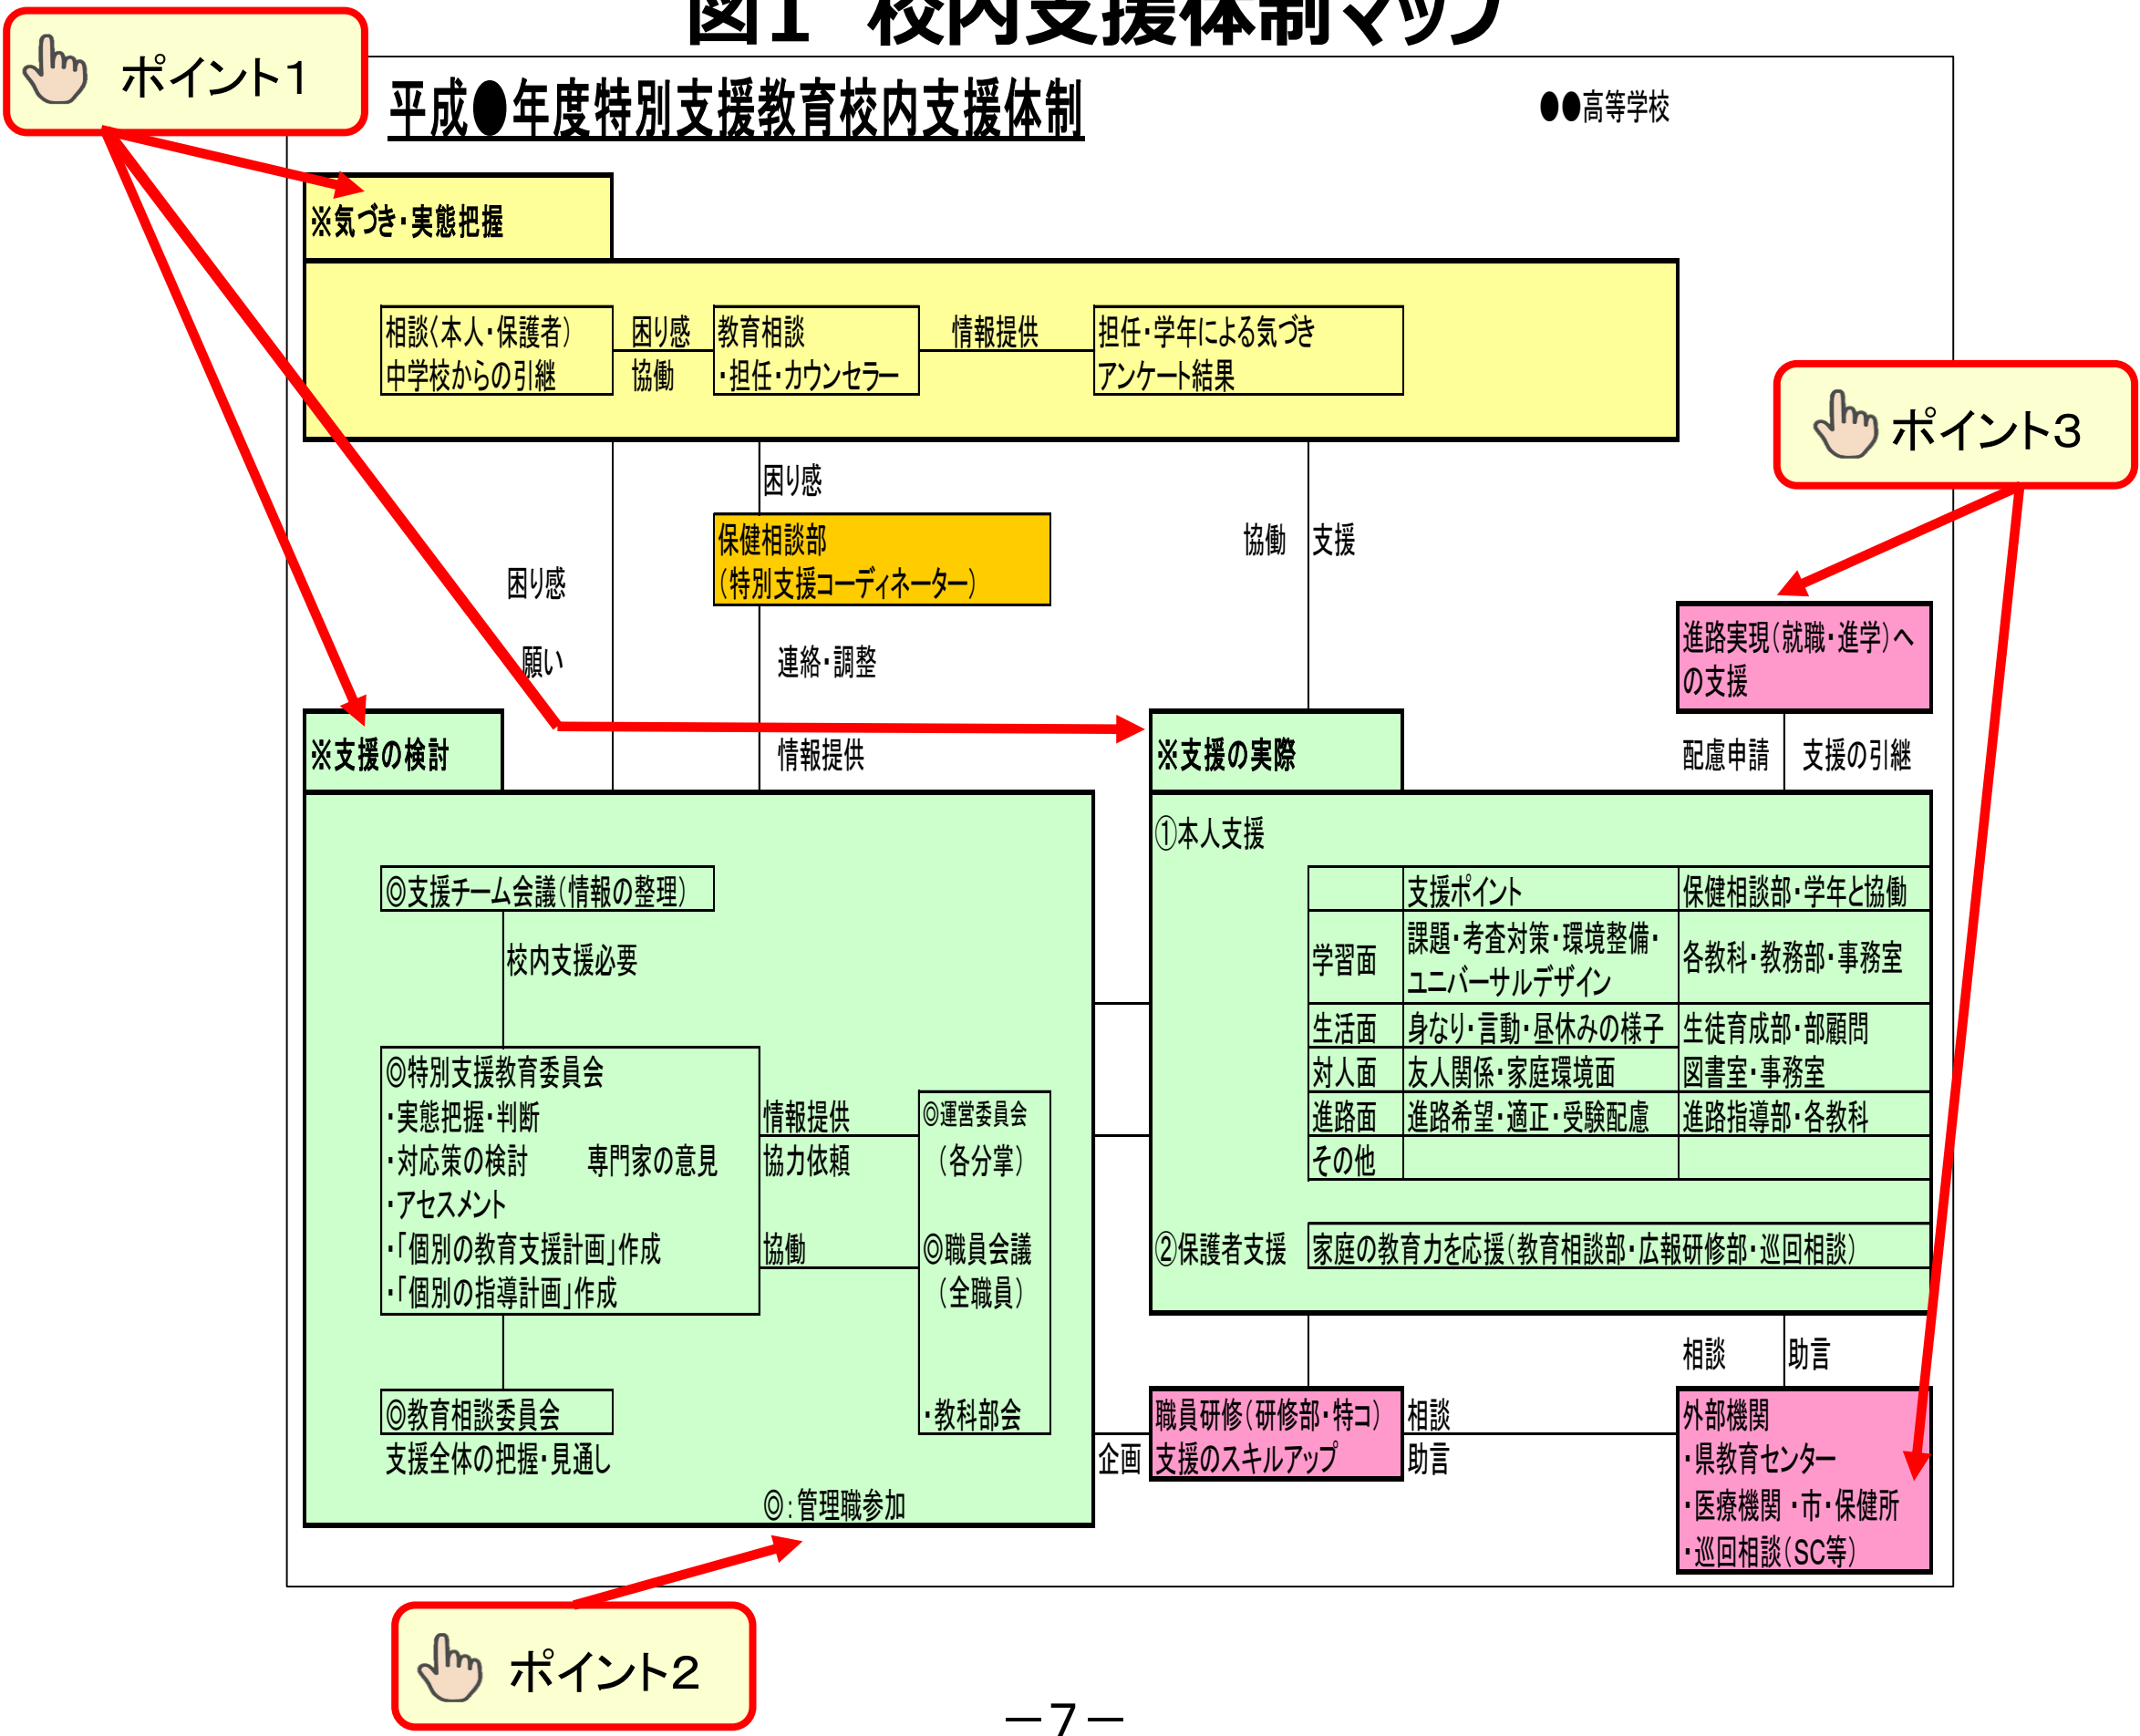 図1 校内支援体制マップ
ポイント1
平成●年度特別支援教育校内支援体制
●●高等学校
※気づき・実態把握
相談〈本人・保護者）
中学校からの引継
困り感
協働
教育相談
・担任・カウンセラー
情報提供
担任・学年による気づき
アンケート結果
ポイント3
困り感
保健相談部
（特別支援コーディネーター）
協働 支援
困り感
願い
連絡・調整
進路実現（就職・進学）へ
の支援
※支援の検討
情報提供
※支援の実際
配慮申請 支援の引継
①本人支援
◎支援チーム会議（情報の整理）
校内支援必要
支援ポイント 保健相談部・学年と協働
学習面 課題・考査対策・環境整備・
ユニバーサルデザイン
各教科・教務部・事務室
生活面 身なり・言動・昼休みの様子 生徒育成部・部顧問
対人面 友人関係・家庭環境面 図書室・事務室
進路面 進路希望・適正・受験配慮 進路指導部・各教科
その他
◎特別支援教育委員会
・実態把握・判断
・対応策の検討 専門家の意見
・アセスメント
・「個別の教育支援計画」作成
・「個別の指導計画」作成
情報提供
協力依頼
協働
◎運営委員会
（各分掌）
◎職員会議
（全職員）
・教科部会
②保護者支援 家庭の教育力を応援（教育相談部・広報研修部・巡回相談）
◎教育相談委員会
支援全体の把握・見通し
◎：管理職参加
企画
職員研修（研修部・特コ）
支援のスキルアップ
相談
助言
相談 助言
外部機関
・県教育センター
・医療機関 ・市・保健所
・巡回相談（SC等）
ポイント2
－7－